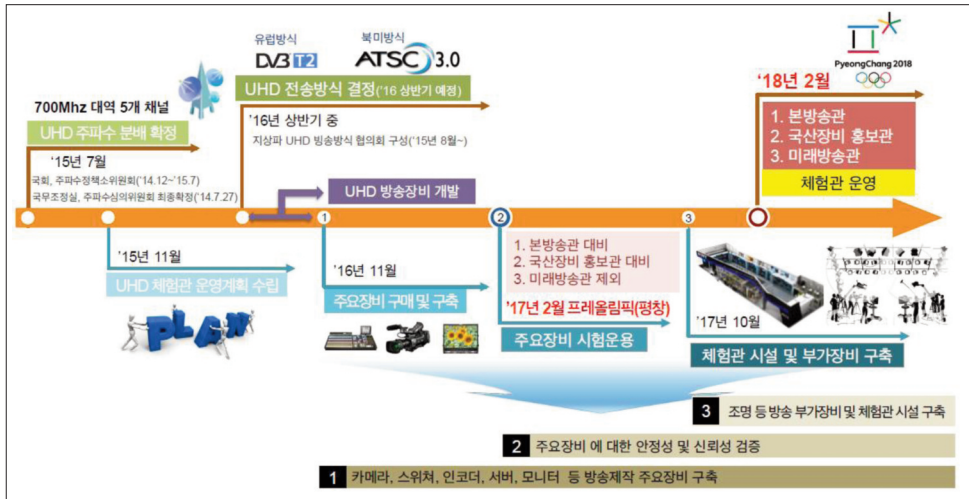 유럽방식
DVB T2
북미방식
ATSC 3.0
PyeongChang 2018
700Mhz 대역 5개 채널
UHD 주파수 분배 확정
'15년 7월
국회, 주파수정책소위원회('14.12~'15.7)
국무조정실, 주파수심의위원회 최종확정('14.7.27)
UHD 전송방식 결정('16 상반기 예정)
'16년 상반기 중
지상파 UHD 방송방식 협의회 구성('15년 8월~)
UHD 방송장비 개발
'18년 2월
1. 본방송관
2. 국산장비 홍보관
3. 미래방송관
체험관 운영
1
2
3
'15년 11월
UHD 체험관 운영계획 수립
PLAN
'16년 11월
주요장비 구매 및 구축
1. 본방송관 대비
2. 국산장비 홍보관 대비
3. 미래방송관 제외
'17년 2월 프레올림픽(평창)
주요장비 시험운용
'17년 10월
체험관 시설 및 부가장비 구축
3 조명 등 방송 부가장비 및 체험관 시설 구축
2 주요장비 에 대한 안정성 및 신뢰성 검증
1 카메라, 스위쳐, 인코더, 서버, 모니터 등 방송제작 주요장비 구축